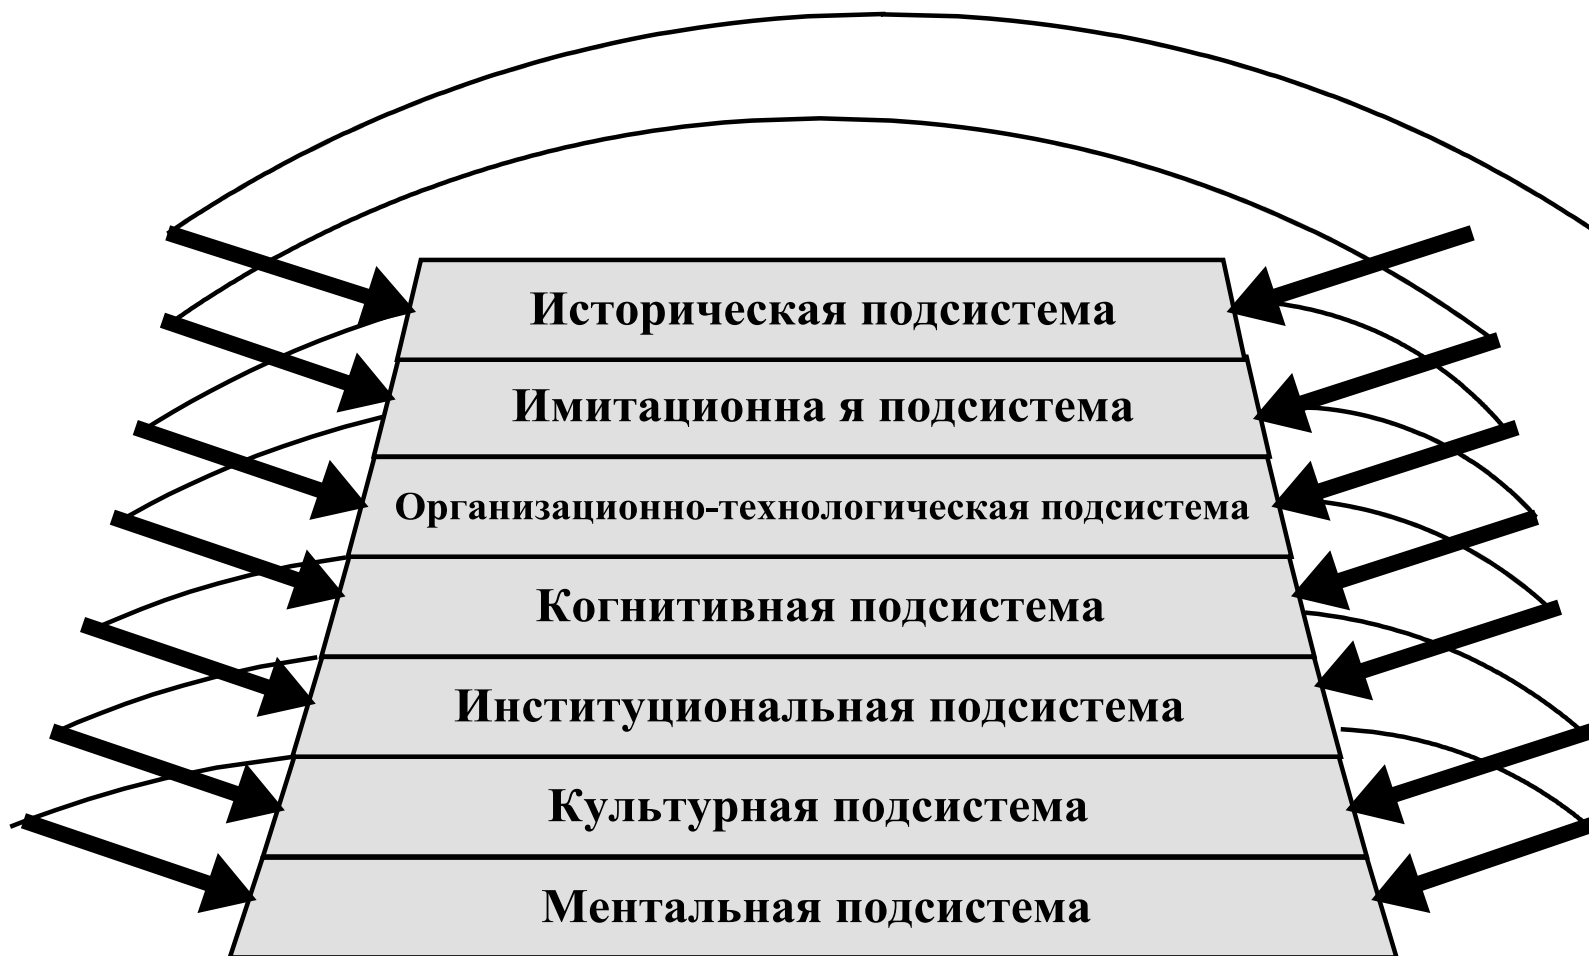 Историческая подсистема
Имитационна я подсистема
Организационно-технологическая подсистема
Когнитивная подсистема
Институциональная подсистема
Культурная подсистема
Ментальная подсистема